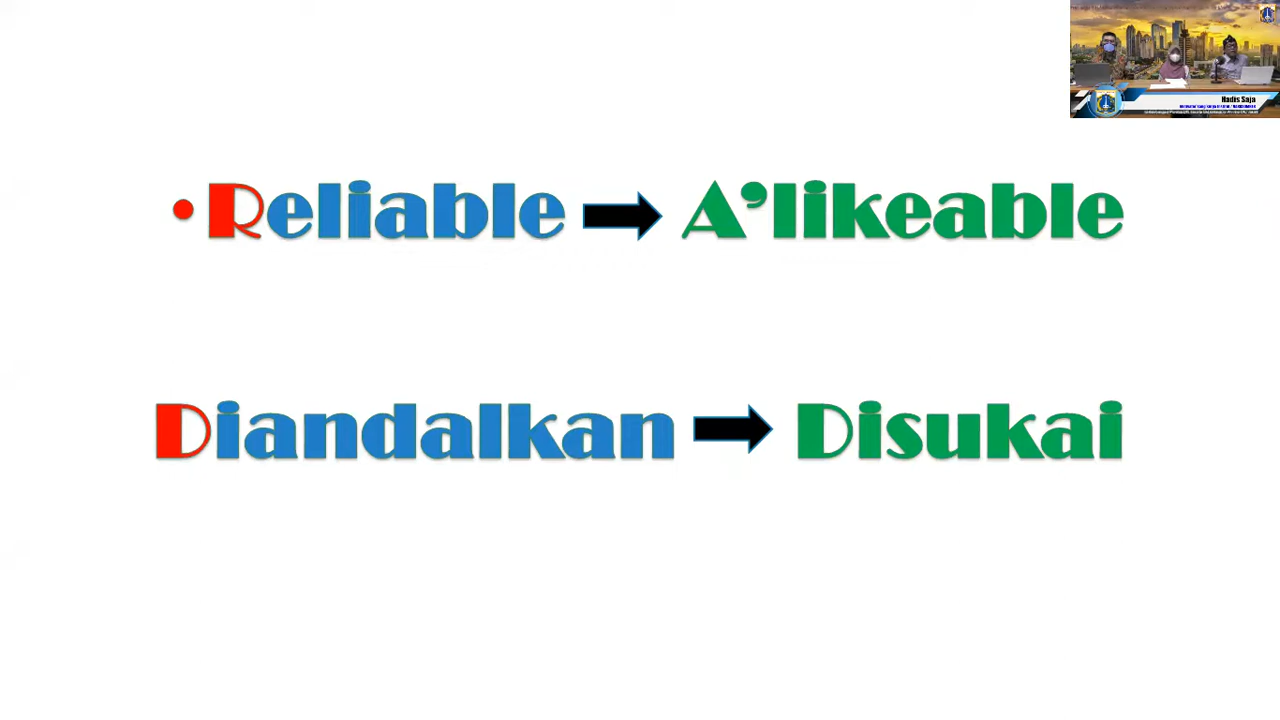 Hadis Saja
• Reliable → A'likeable
Diandalkan → Disukai